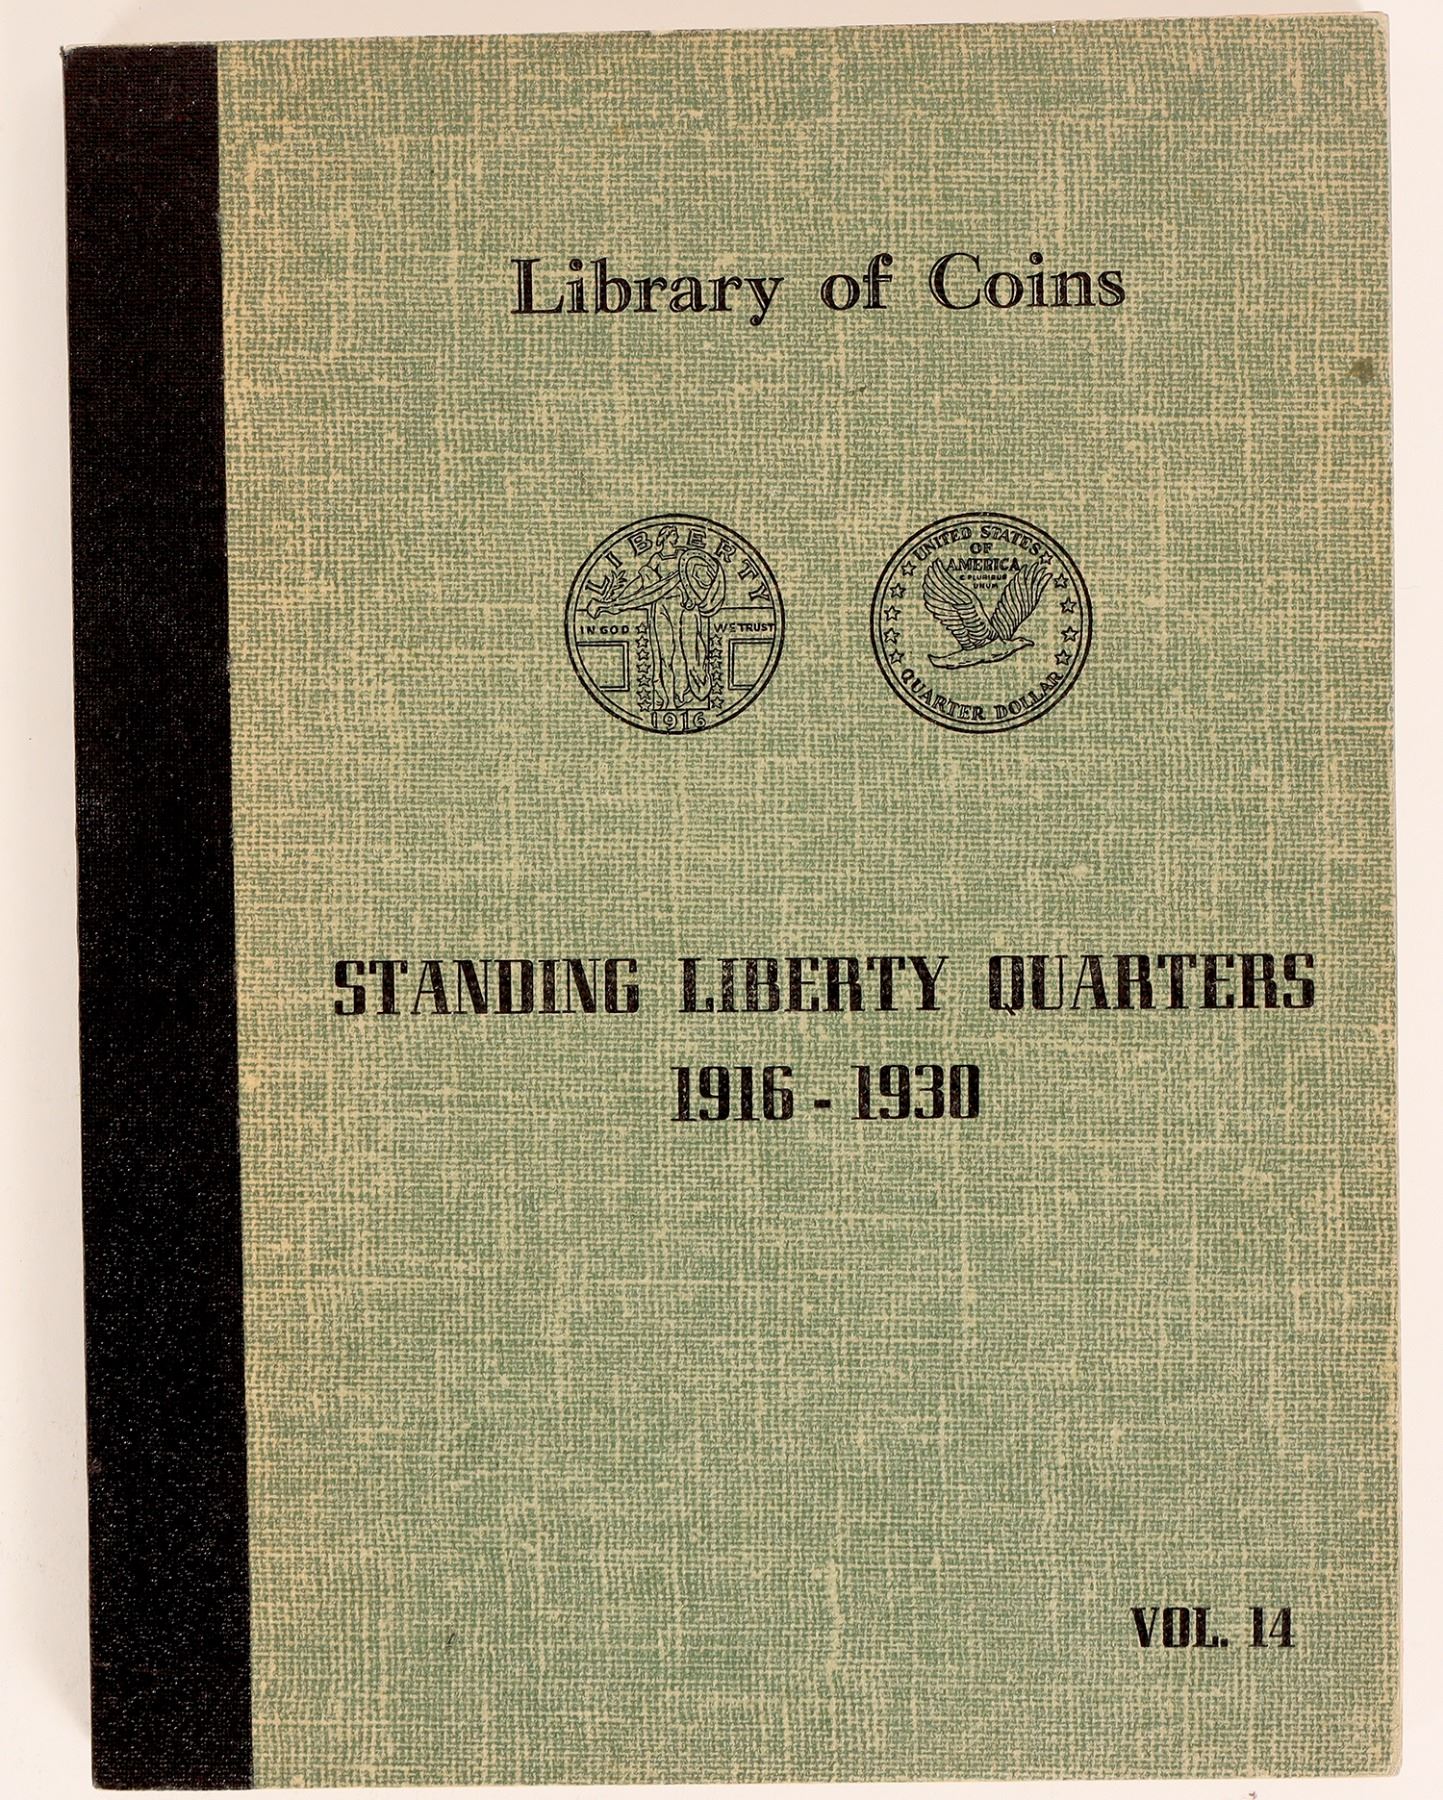 Library of Coins
LIBERTY
IN GOD WE TRUST
1916
UNITED STATES
OF
AMERICA
E PLURIBUS
UNUM
QUARTER DOLLAR
STANDING LIBERTY QUARTERS
1916 - 1930
VOL. 14